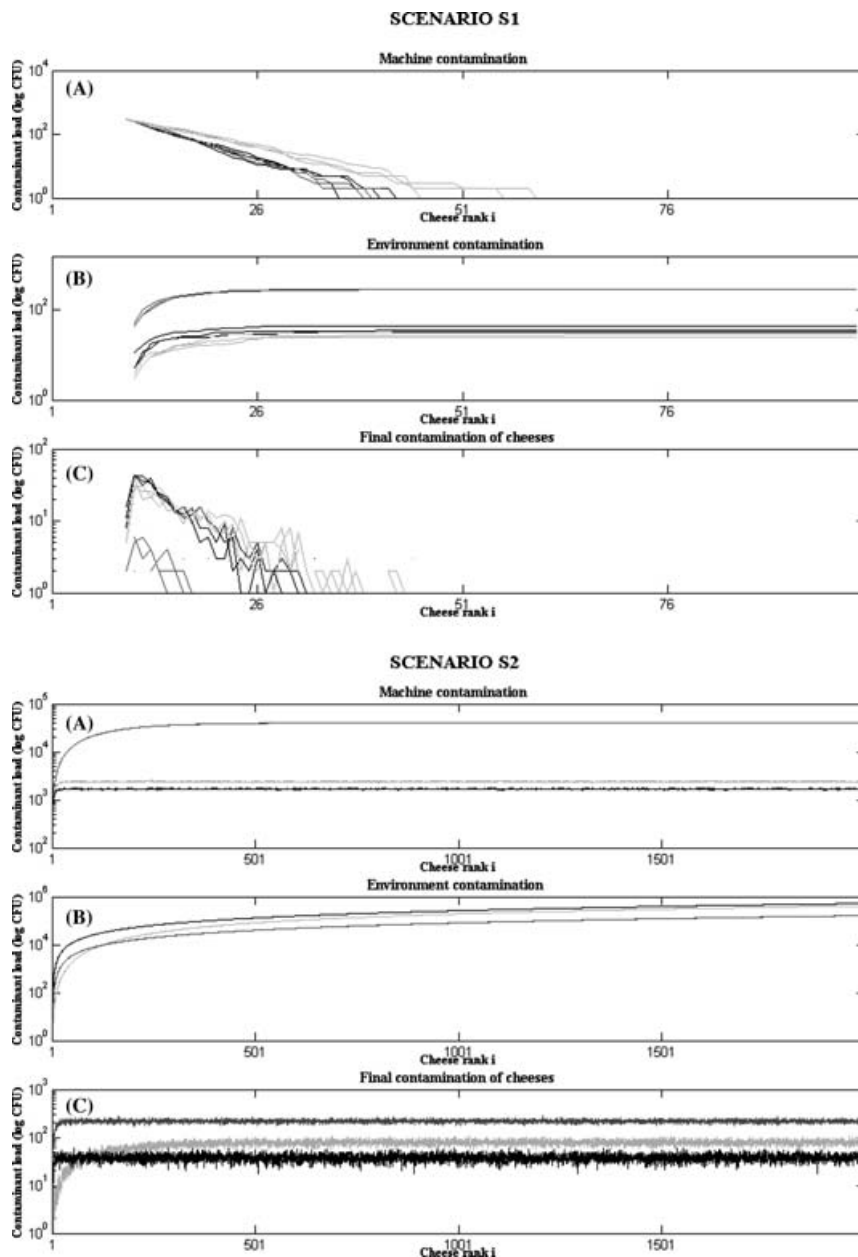 SCENARIO S1
Machine contamination
(A)
Contaminant load (log CFU)
10^4
10^2
10^0
1 26 51 76
Cheese rank i
Environment contamination
(B)
Contaminant load (log CFU)
10^2
10^0
1 26 51 76
Cheese rank i
Final contamination of cheeses
(C)
Contaminant load (log CFU)
10^2
10^1
10^0
1 26 51 76
Cheese rank i
SCENARIO S2
Machine contamination
(A)
Contaminant load (log CFU)
10^5
10^4
10^3
10^2
1 501 1001 1501
Cheese rank i
Environment contamination
(B)
Contaminant load (log CFU)
10^6
10^4
10^2
10^0
1 501 1001 1501
Cheese rank i
Final contamination of cheeses
(C)
Contaminant load (log CFU)
10^3
10^2
10^1
10^0
1 501 1001 1501
Cheese rank i